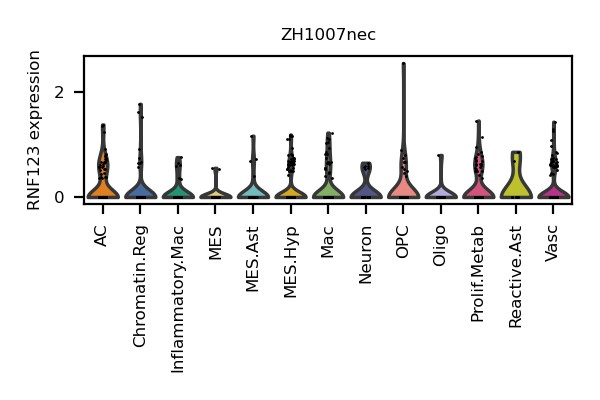 ZH1007nec
RNF123 expression
2
0
AC
Chromatin.Reg
Inflammatory.Mac
MES
MES.Ast
MES.Hyp
Mac
Neuron
OPC
Oligo
Prolif.Metab
Reactive.Ast
Vasc